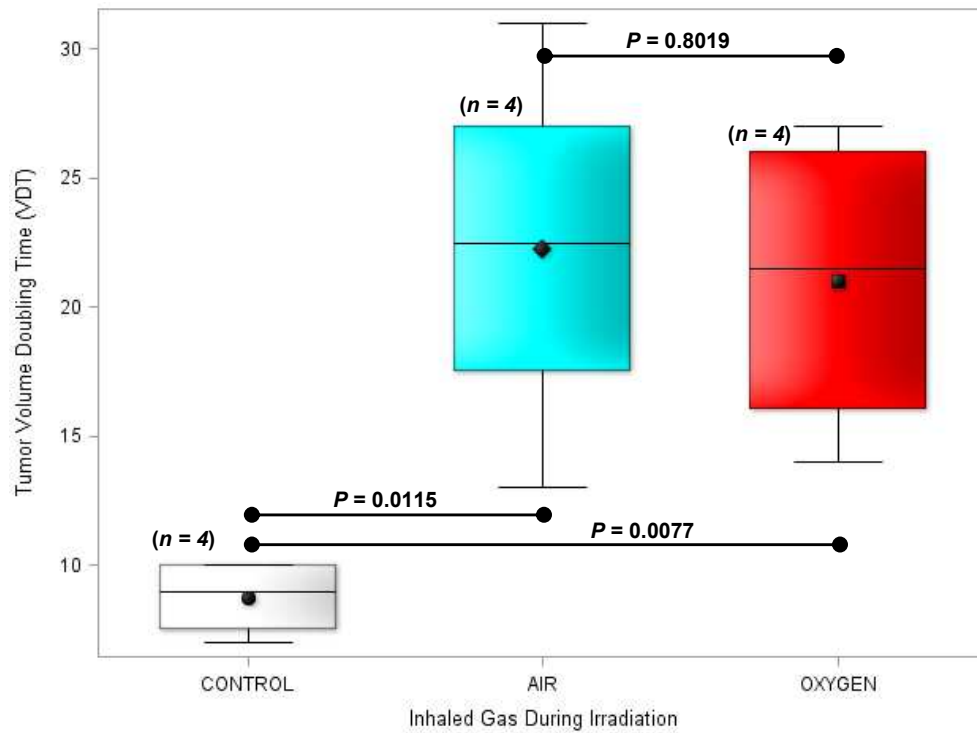 30
25
20
15
10
Tumor Volume Doubling Time (VDT)
P = 0.8019
(n = 4)
(n = 4)
P = 0.0115
P = 0.0077
(n = 4)
CONTROL
AIR
OXYGEN
Inhaled Gas During Irradiation